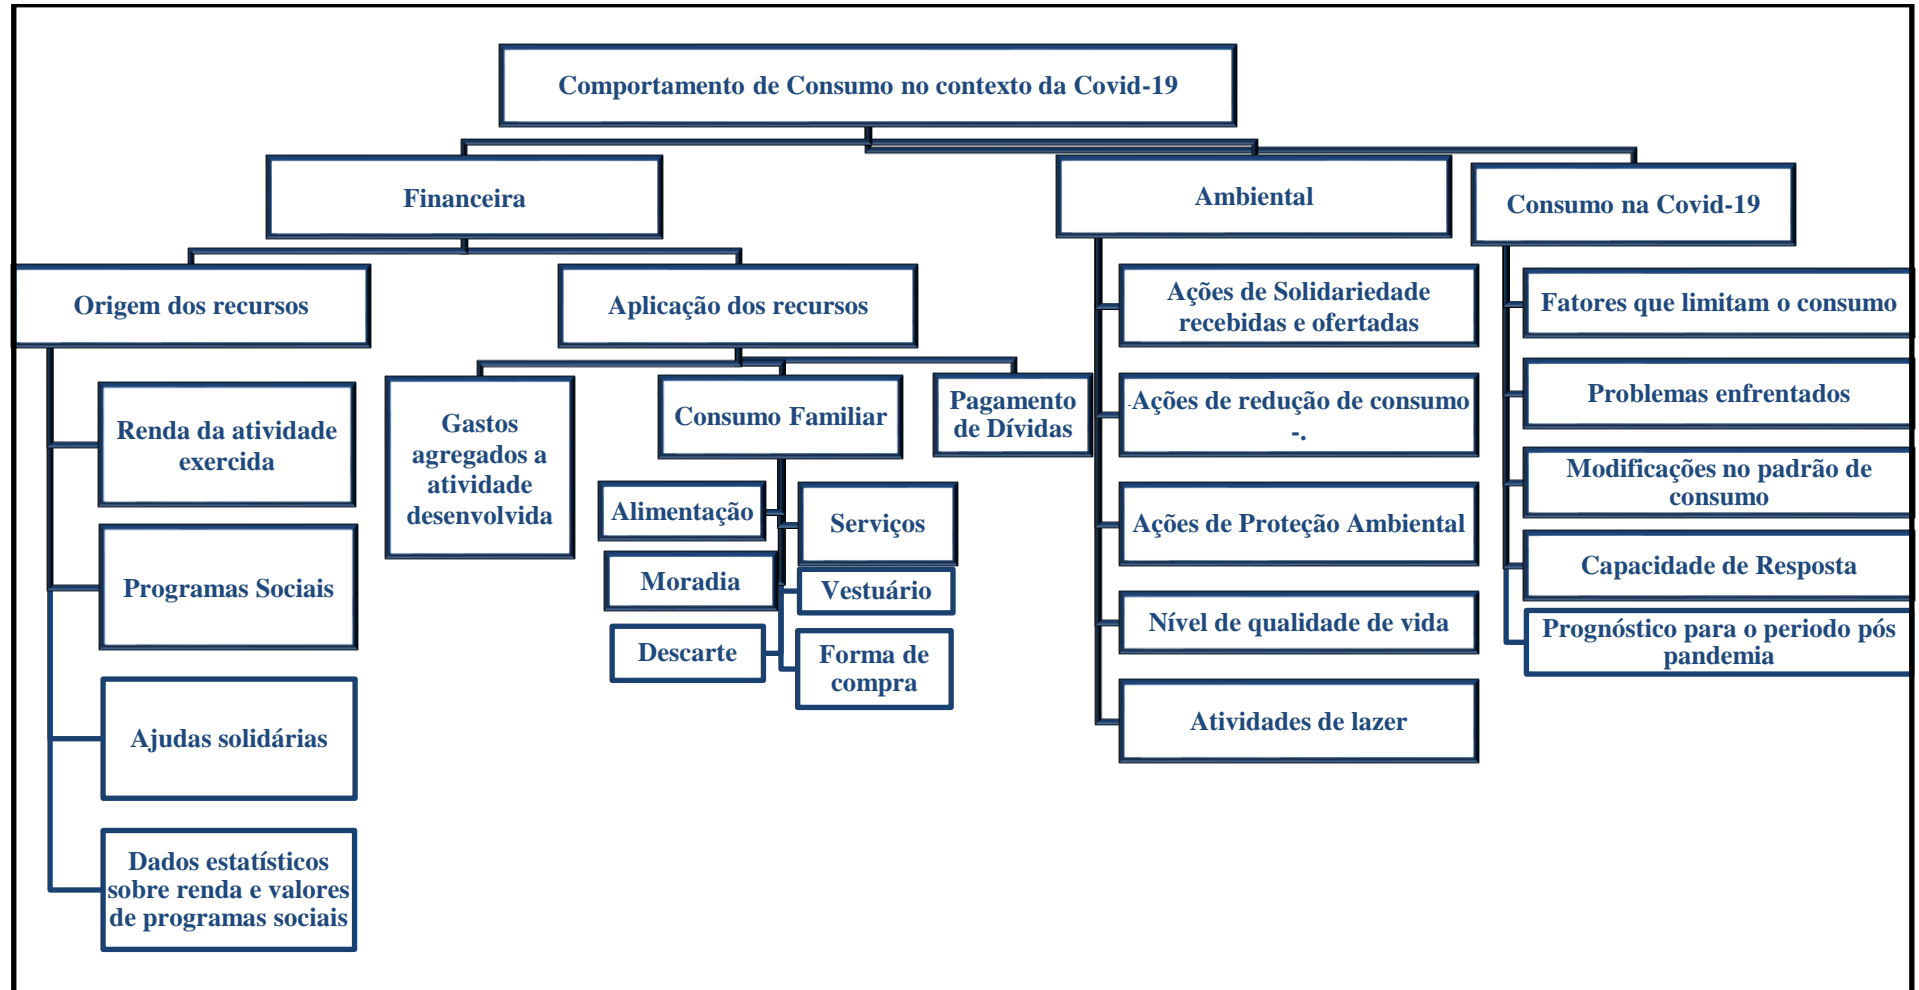 Comportamento de Consumo no contexto da Covid-19
Financeira
Ambiental
Consumo na Covid-19
Origem dos recursos
Aplicação dos recursos
Renda da atividade
exercida
Programas Sociais
Ajudas solidárias
Dados estatísticos
sobre renda e valores
de programas sociais
Gastos
agregados a
atividade
desenvolvida
Consumo Familiar
Pagamento
de Dívidas
Alimentação
Serviços
Moradia
Vestuário
Descarte
Forma de
compra
Ações de Solidariedade
recebidas e ofertadas
-Ações de redução de consumo
-.
Ações de Proteção Ambiental
Nível de qualidade de vida
Atividades de lazer
Fatores que limitam o consumo
Problemas enfrentados
Modificações no padrão de
consumo
Capacidade de Resposta
Prognóstico para o periodo pós
pandemia